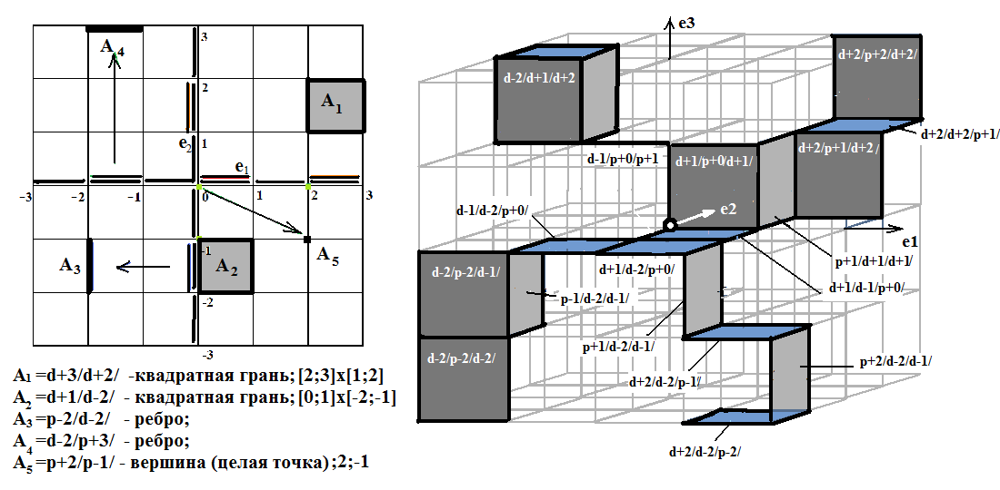 A4
3
2
A1
1
e2
e1
-3
-2
-1
0
1
2
3
A3
-1
A2
A5
-2
-3
A1 =d+3/d+2/ -квадратная грань; [2;3]x[1;2]
A2 =d+1/d-2/ - квадратная грань; [0;1]x[-2;-1]
A3 =p-2/d-2/ - ребро;
A4 =d-2/p+3/ - ребро;
A5 =p+2/p-1/ - вершина (целая точка) ;2;-1
e3
d-2/d+1/d+2
d+2/p+2/d+2/
d+2/d+2/p+1/
d-1/p+0/p+1
d+1/p+0/d+1/
d+2/p+1/d+2 /
d-1/d-2/p+0/
e2
e1
p+1/d+1/d+1/
d-2/p-2/d-1/
d+1/d-2/p+0/
d+1/d-1/p+0/
p-1/d-2/d-1/
p+1/d-2/d-1/
d-2/p-2/d-2/
p+2/d-2/d-1/
d+2/d-2/p-1/
d+2/d-2/p-2/